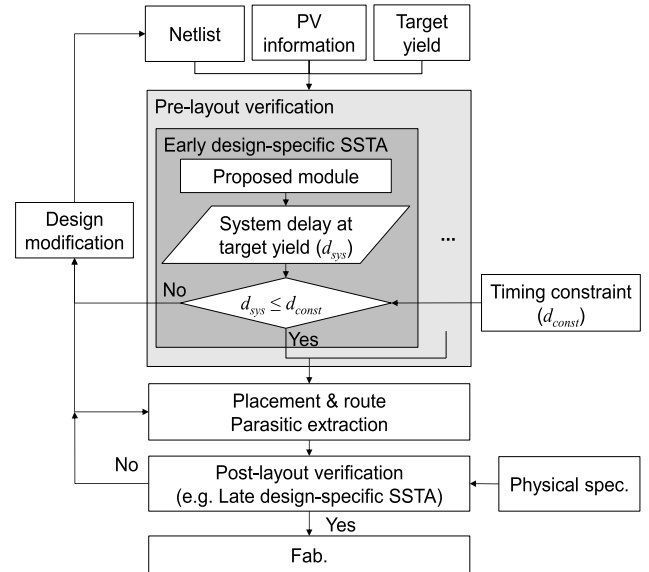 Netlist
PV
information
Target
yield
Pre-layout verification
Early design-specific SSTA
Proposed module
System delay at
target yield (d_sys)
...
Design
modification
No
d_sys ≤ d_const
Yes
Timing constraint
(d_const)
Placement & route
Parasitic extraction
No
Post-layout verification
(e.g. Late design-specific SSTA)
Physical spec.
Yes
Fab.